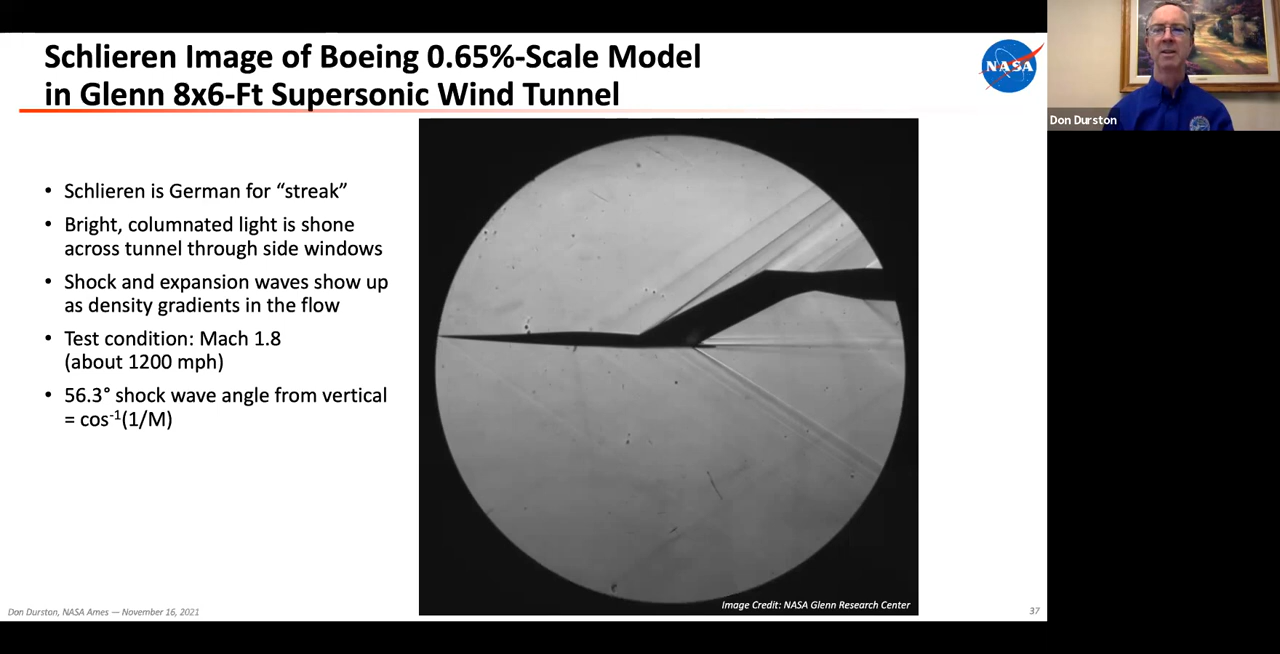 Schlieren Image of Boeing 0.65%-Scale Model
in Glenn 8x6-Ft Supersonic Wind Tunnel
NASA
Don Durston
• Schlieren is German for “streak”
• Bright, columnated light is shone
across tunnel through side windows
• Shock and expansion waves show up
as density gradients in the flow
• Test condition: Mach 1.8
(about 1200 mph)
• 56.3° shock wave angle from vertical
= cos⁻¹(1/M)
Image Credit: NASA Glenn Research Center
Don Durston, NASA Ames — November 16, 2021
37